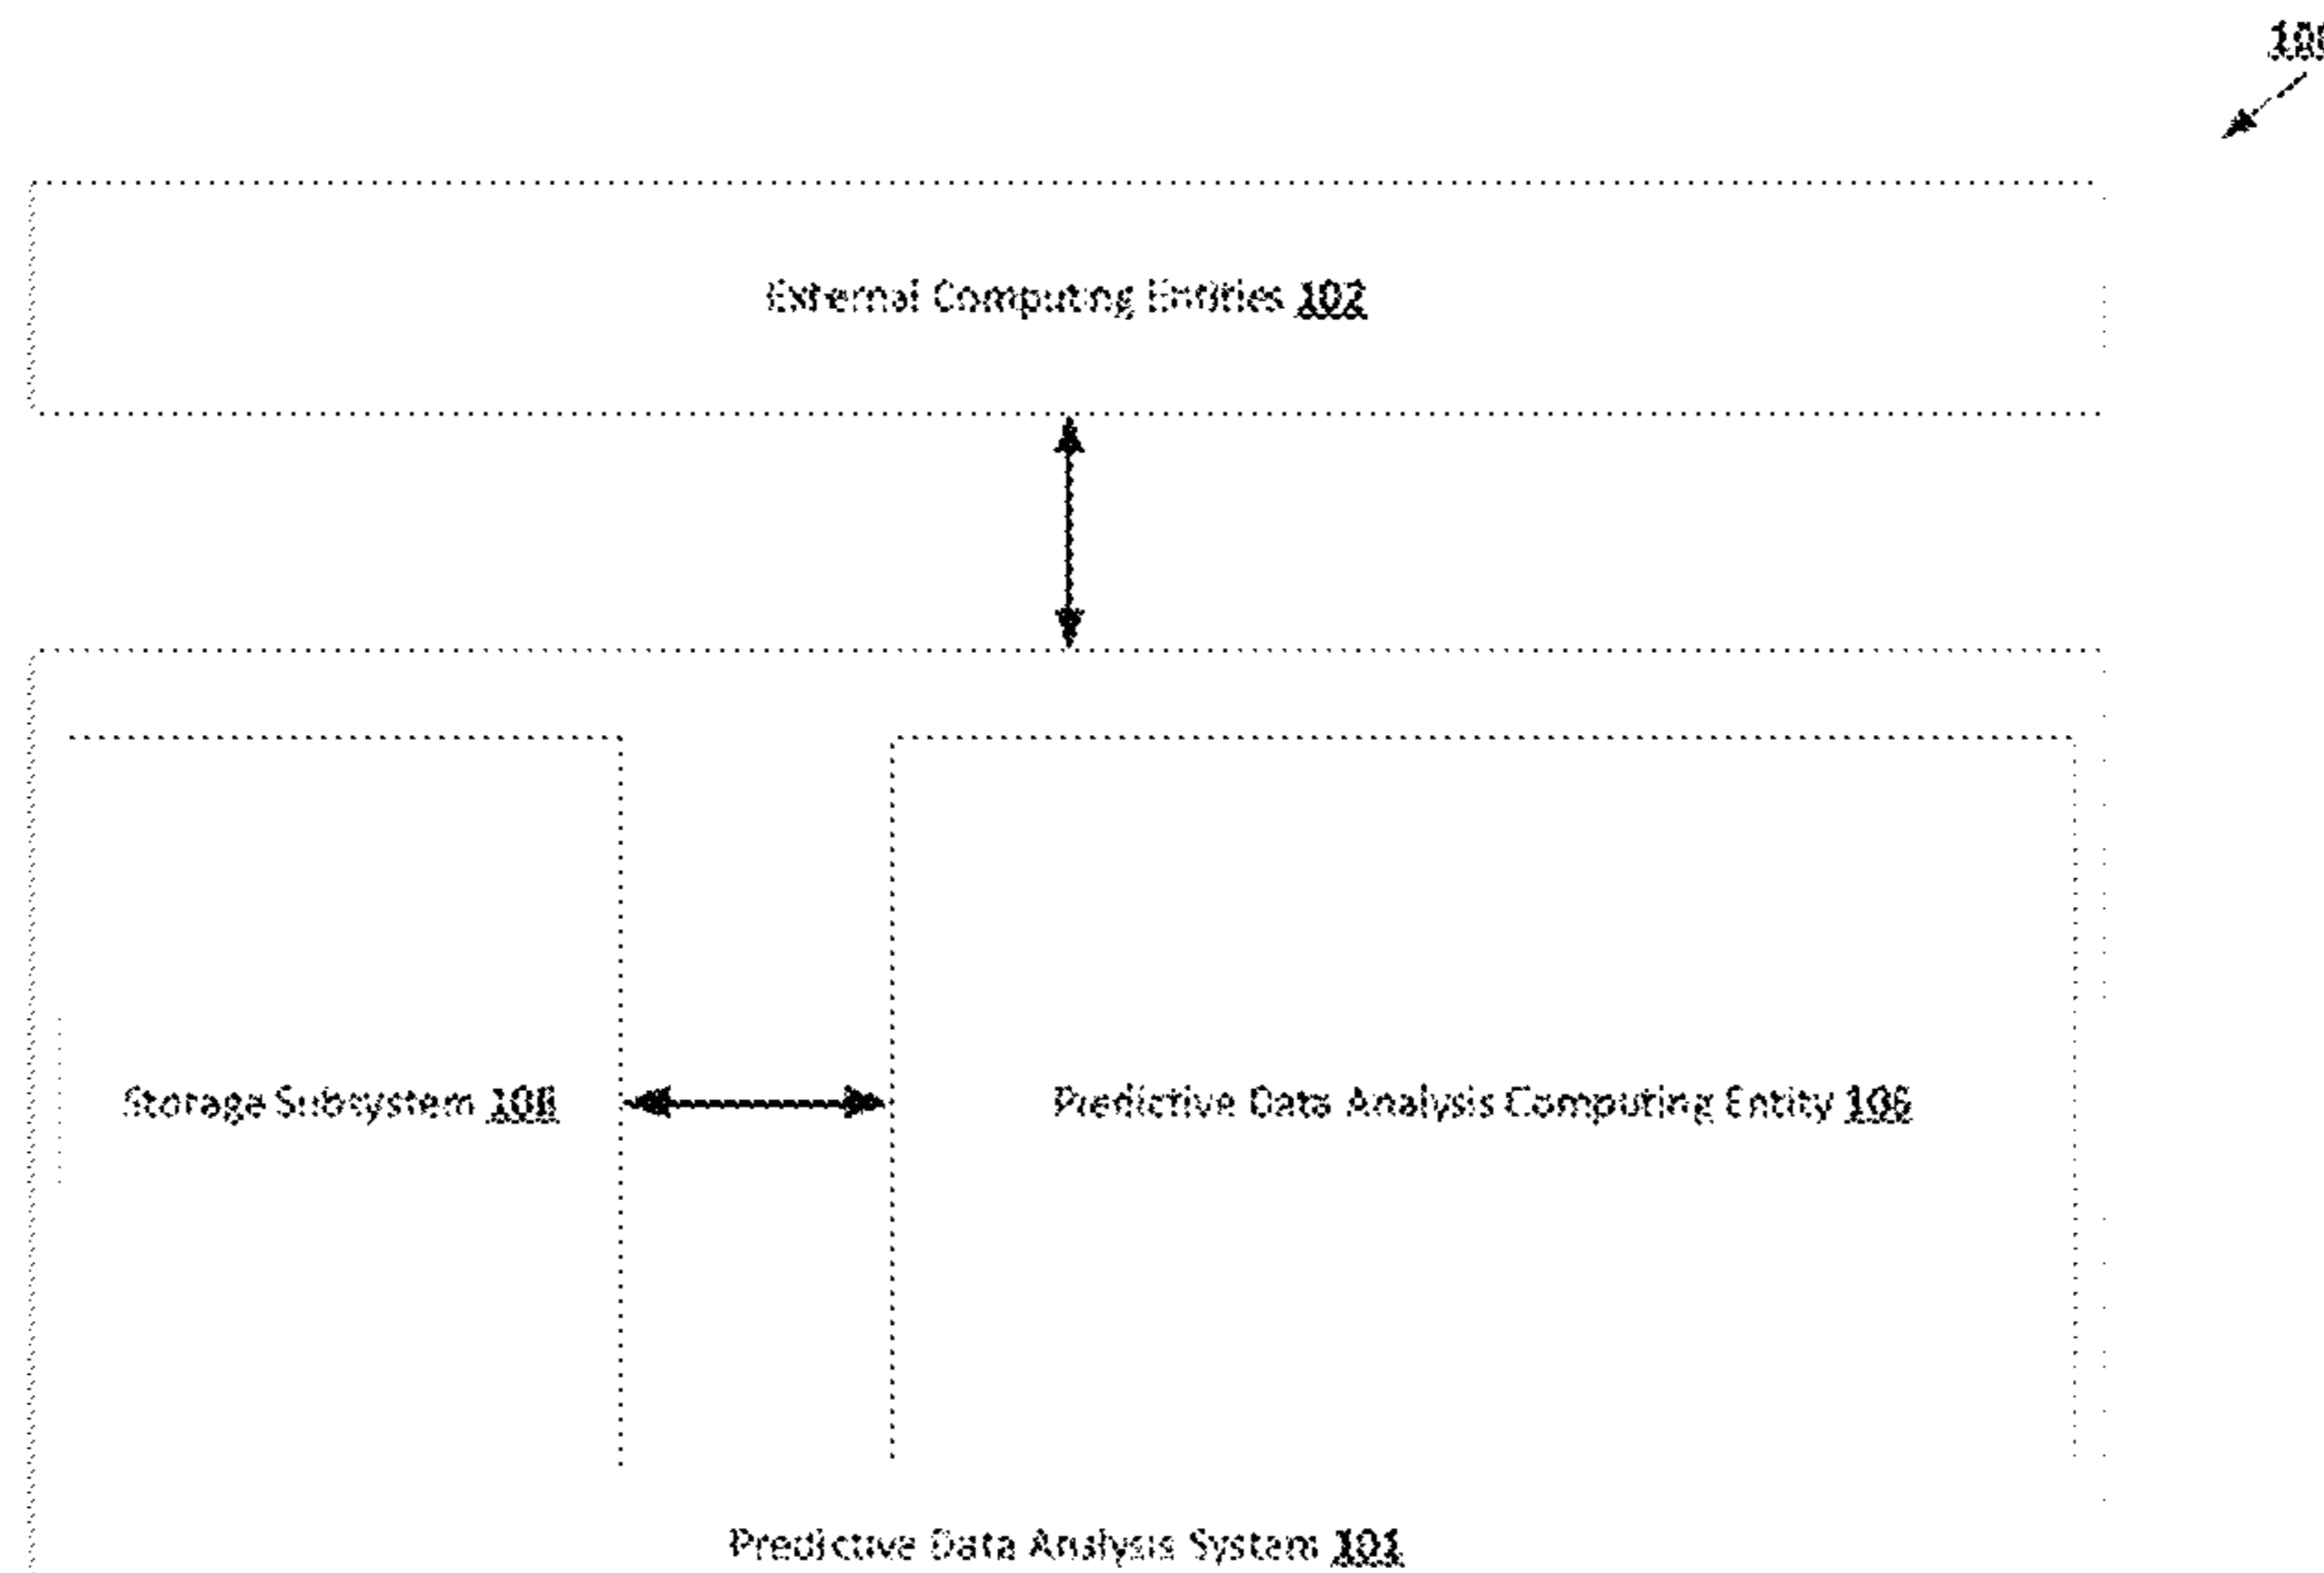 External Computing Entities 102
Storage Subsystem 108
Predictive Data Analysis Computing Entity 106
Predictive Data Analysis System 101